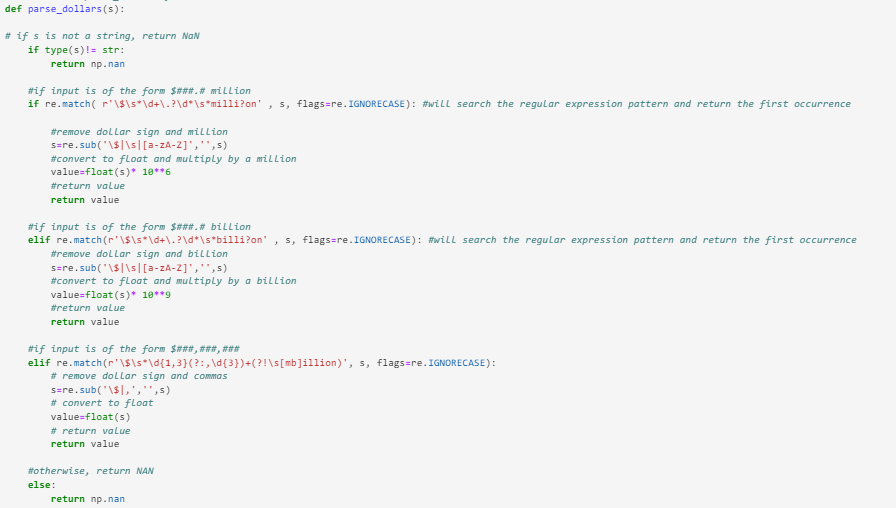 def parse_dollars(s):
# if s is not a string, return NaN
if type(s)!= str:
return np.nan
#if input is of the form $###.# million
if re.match( r'\$\s*\d+\.?\d*\s*milli?on' , s, flags=re.IGNORECASE): #will search the regular expression pattern and return the first occurrence
#remove dollar sign and million
s=re.sub('\$|\s|[a-zA-Z]','',s)
#convert to float and multiply by a million
value=float(s)* 10**6
#return value
return value
#if input is of the form $###.# billion
elif re.match(r'\$\s*\d+\.?\d*\s*billi?on' , s, flags=re.IGNORECASE): #will search the regular expression pattern and return the first occurrence
#remove dollar sign and billion
s=re.sub('\$|\s|[a-zA-Z]','',s)
#convert to float and multiply by a billion
value=float(s)* 10**9
#return value
return value
#if input is of the form $###,###,###
elif re.match(r'\$\s*\d{1,3}(?:,\d{3})+(?!\s[mb]illion)', s, flags=re.IGNORECASE):
# remove dollar sign and commas
s=re.sub('\$|,','',s)
# convert to float
value=float(s)
# return value
return value
#otherwise, return NAN
else:
return np.nan